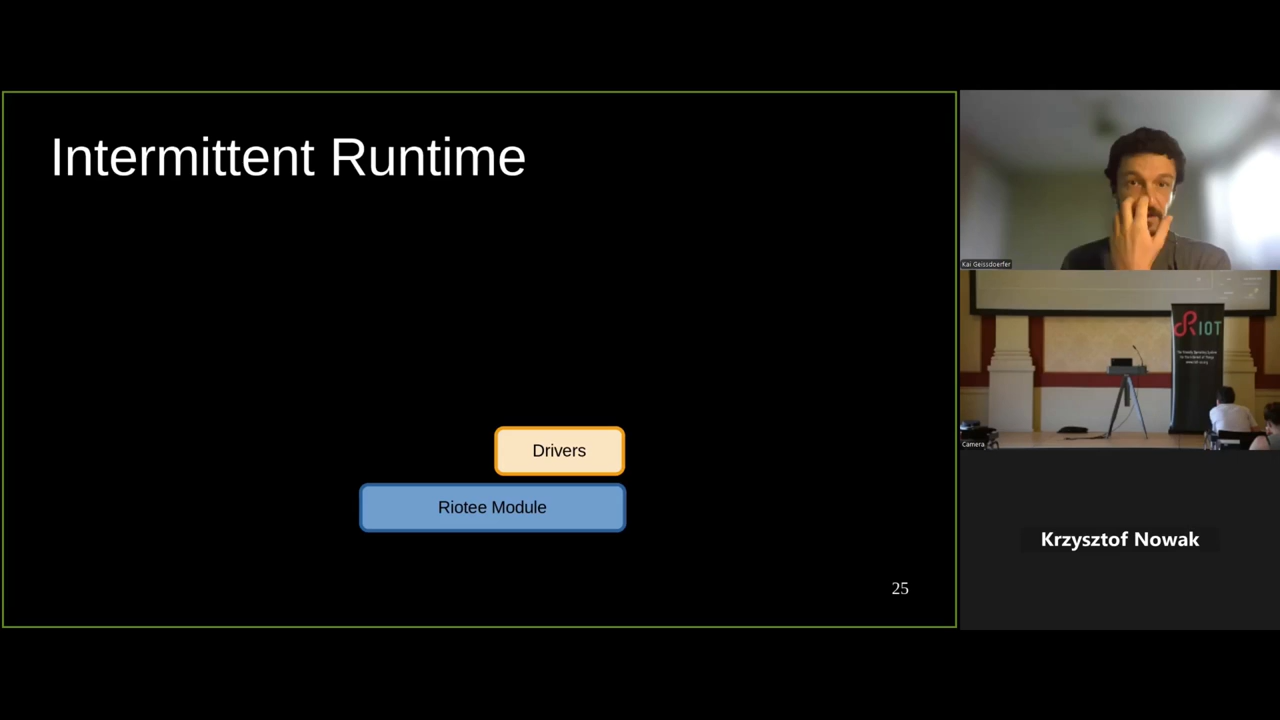 Intermittent Runtime
Drivers
Riotee Module
25
Kai Geissdoerfer
RIOT
Camera
Krzysztof Nowak